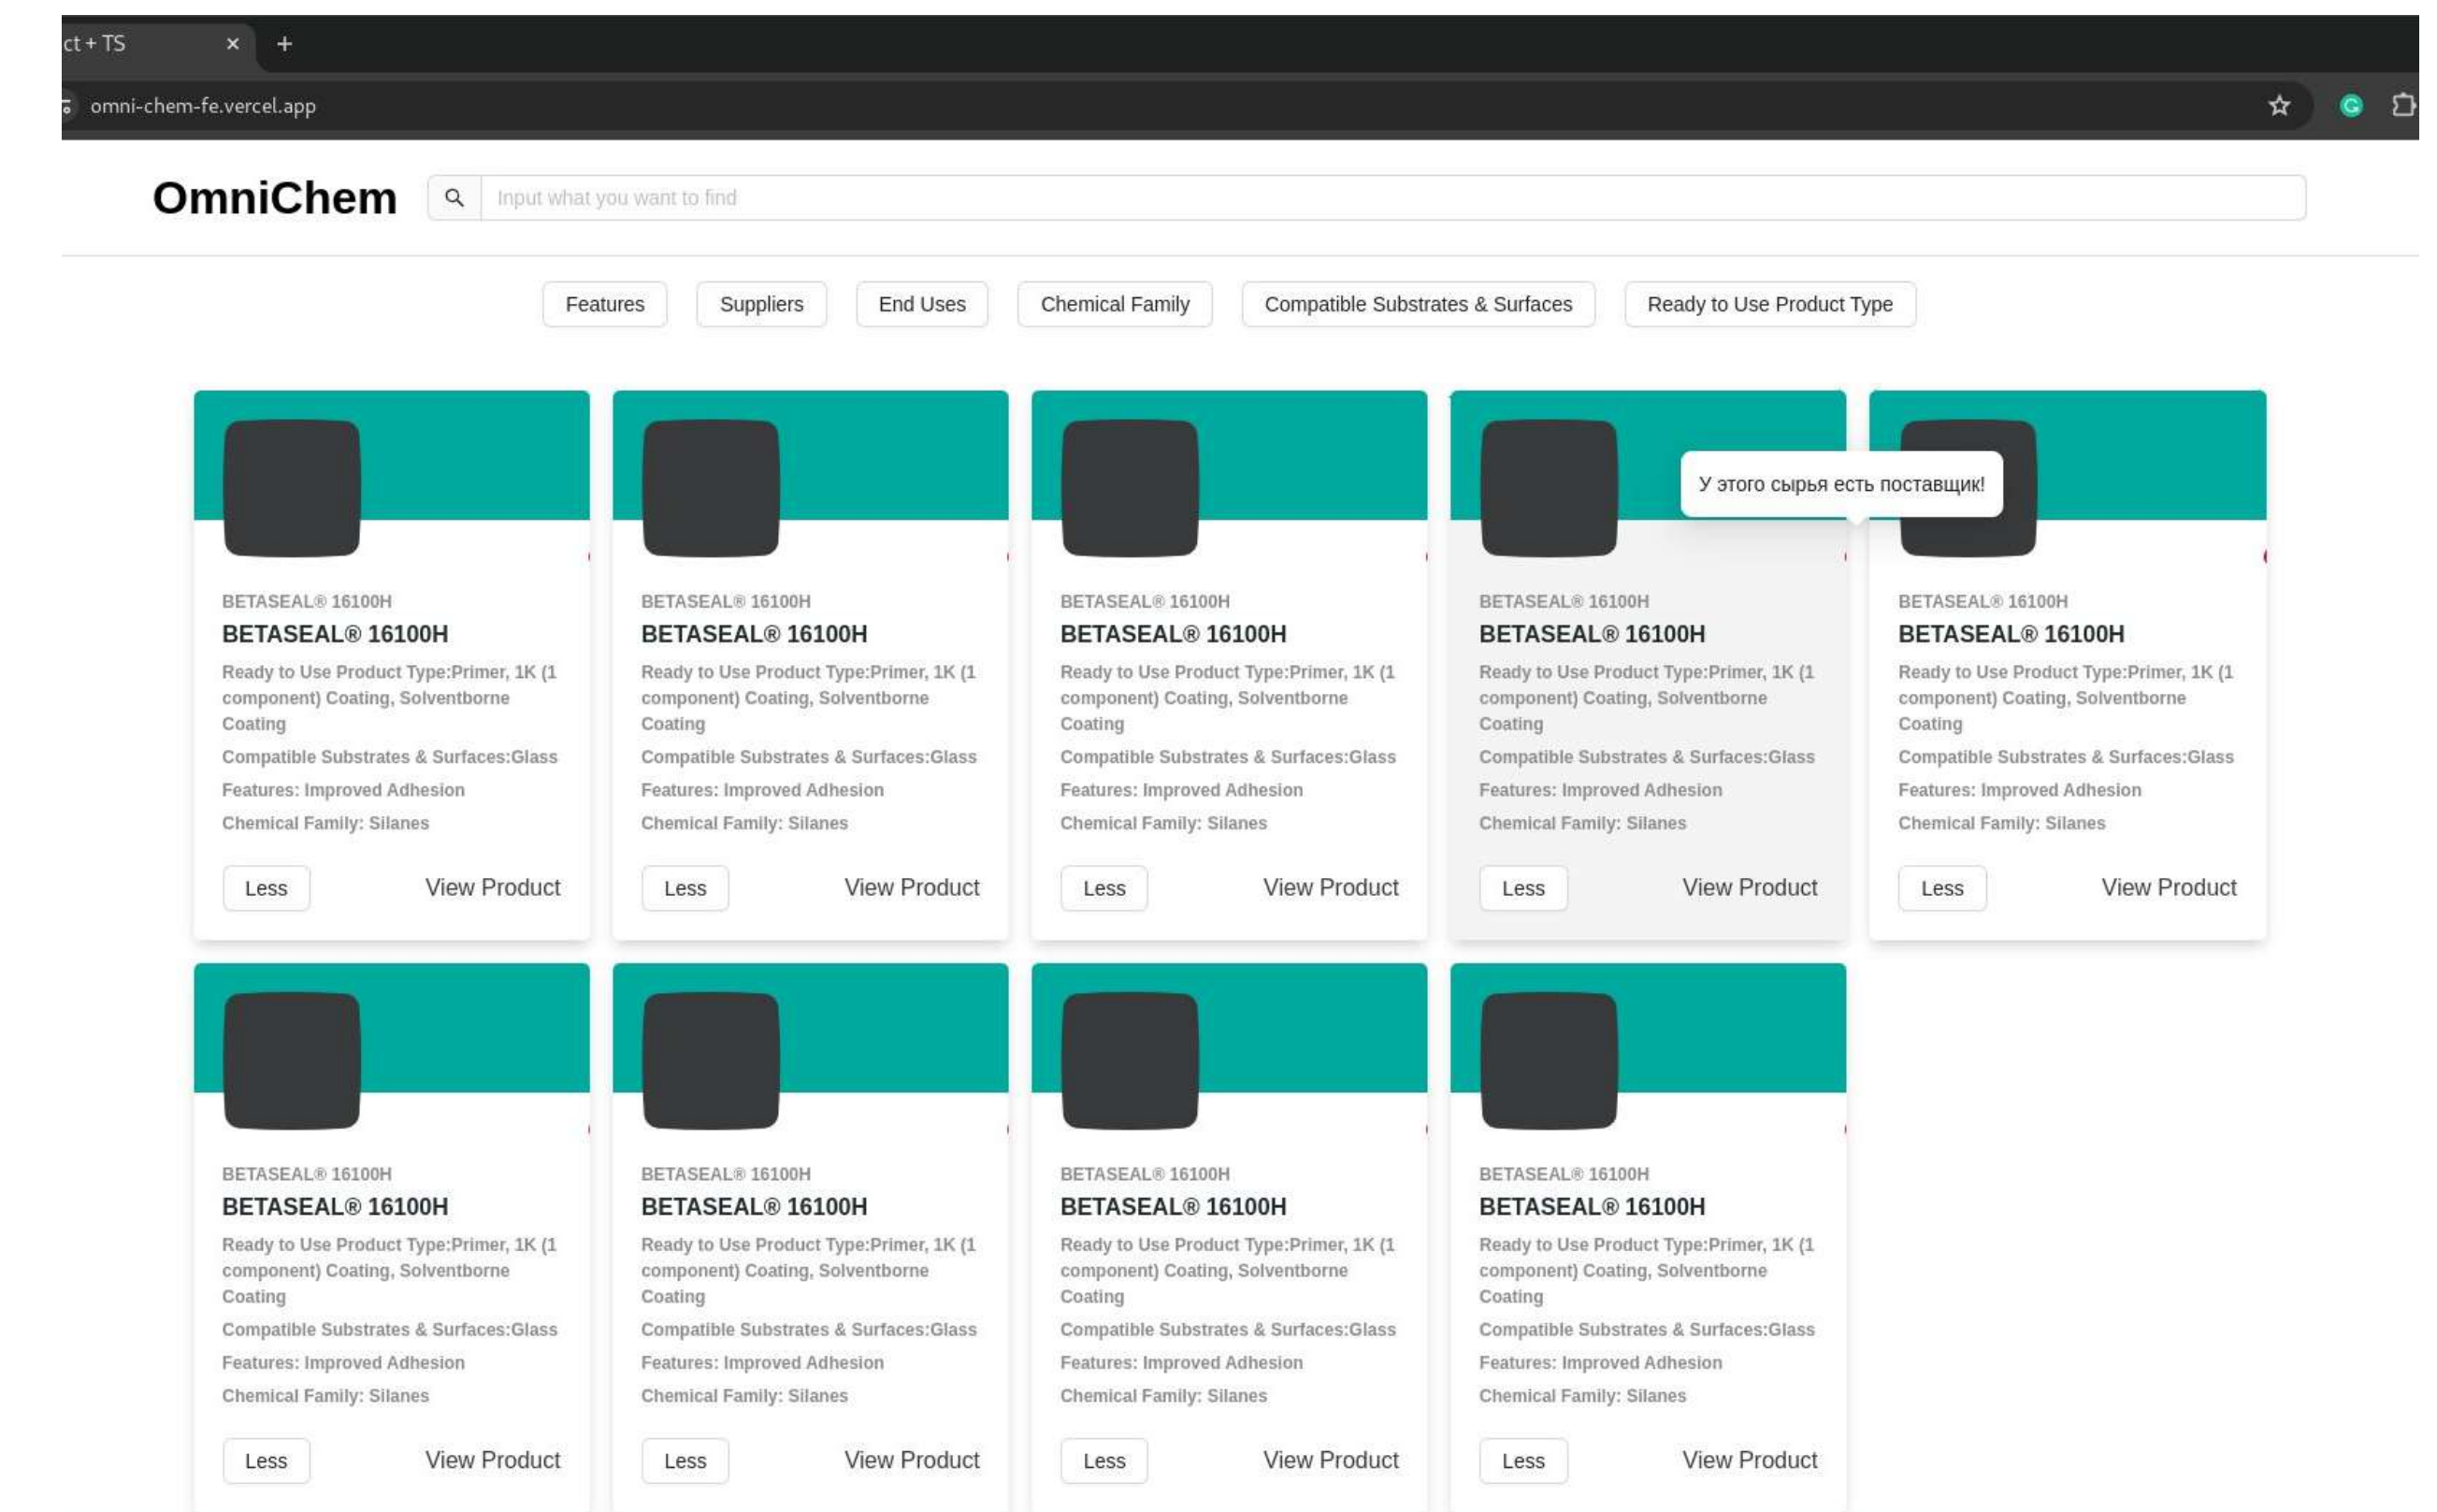 ct + TS
omni-chem-fe.vercel.app
OmniChem
Input what you want to find
Features Suppliers End Uses Chemical Family Compatible Substrates & Surfaces Ready to Use Product Type
У этого сырья есть поставщик!
BETASEAL® 16100H
BETASEAL® 16100H
Ready to Use Product Type:Primer, 1K (1
component) Coating, Solventborne
Coating
Compatible Substrates & Surfaces:Glass
Features: Improved Adhesion
Chemical Family: Silanes
Less View Product
BETASEAL® 16100H
BETASEAL® 16100H
Ready to Use Product Type:Primer, 1K (1
component) Coating, Solventborne
Coating
Compatible Substrates & Surfaces:Glass
Features: Improved Adhesion
Chemical Family: Silanes
Less View Product
BETASEAL® 16100H
BETASEAL® 16100H
Ready to Use Product Type:Primer, 1K (1
component) Coating, Solventborne
Coating
Compatible Substrates & Surfaces:Glass
Features: Improved Adhesion
Chemical Family: Silanes
Less View Product
BETASEAL® 16100H
BETASEAL® 16100H
Ready to Use Product Type:Primer, 1K (1
component) Coating, Solventborne
Coating
Compatible Substrates & Surfaces:Glass
Features: Improved Adhesion
Chemical Family: Silanes
Less View Product
BETASEAL® 16100H
BETASEAL® 16100H
Ready to Use Product Type:Primer, 1K (1
component) Coating, Solventborne
Coating
Compatible Substrates & Surfaces:Glass
Features: Improved Adhesion
Chemical Family: Silanes
Less View Product
BETASEAL® 16100H
BETASEAL® 16100H
Ready to Use Product Type:Primer, 1K (1
component) Coating, Solventborne
Coating
Compatible Substrates & Surfaces:Glass
Features: Improved Adhesion
Chemical Family: Silanes
Less View Product
BETASEAL® 16100H
BETASEAL® 16100H
Ready to Use Product Type:Primer, 1K (1
component) Coating, Solventborne
Coating
Compatible Substrates & Surfaces:Glass
Features: Improved Adhesion
Chemical Family: Silanes
Less View Product
BETASEAL® 16100H
BETASEAL® 16100H
Ready to Use Product Type:Primer, 1K (1
component) Coating, Solventborne
Coating
Compatible Substrates & Surfaces:Glass
Features: Improved Adhesion
Chemical Family: Silanes
Less View Product
BETASEAL® 16100H
BETASEAL® 16100H
Ready to Use Product Type:Primer, 1K (1
component) Coating, Solventborne
Coating
Compatible Substrates & Surfaces:Glass
Features: Improved Adhesion
Chemical Family: Silanes
Less View Product